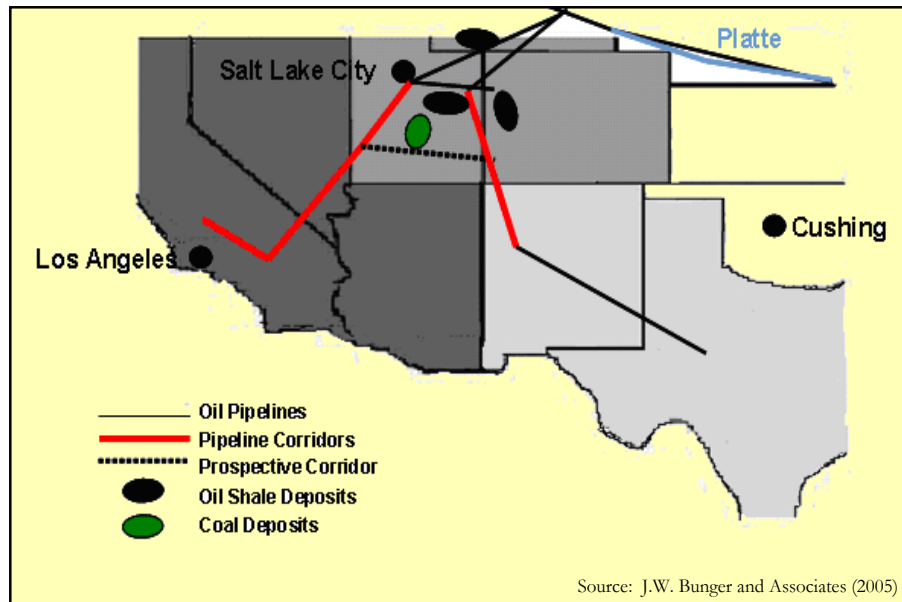 Platte
Salt Lake City
Cushing
Los Angeles
Oil Pipelines
Pipeline Corridors
Prospective Corridor
Oil Shale Deposits
Coal Deposits
Source: J.W. Bunger and Associates (2005)